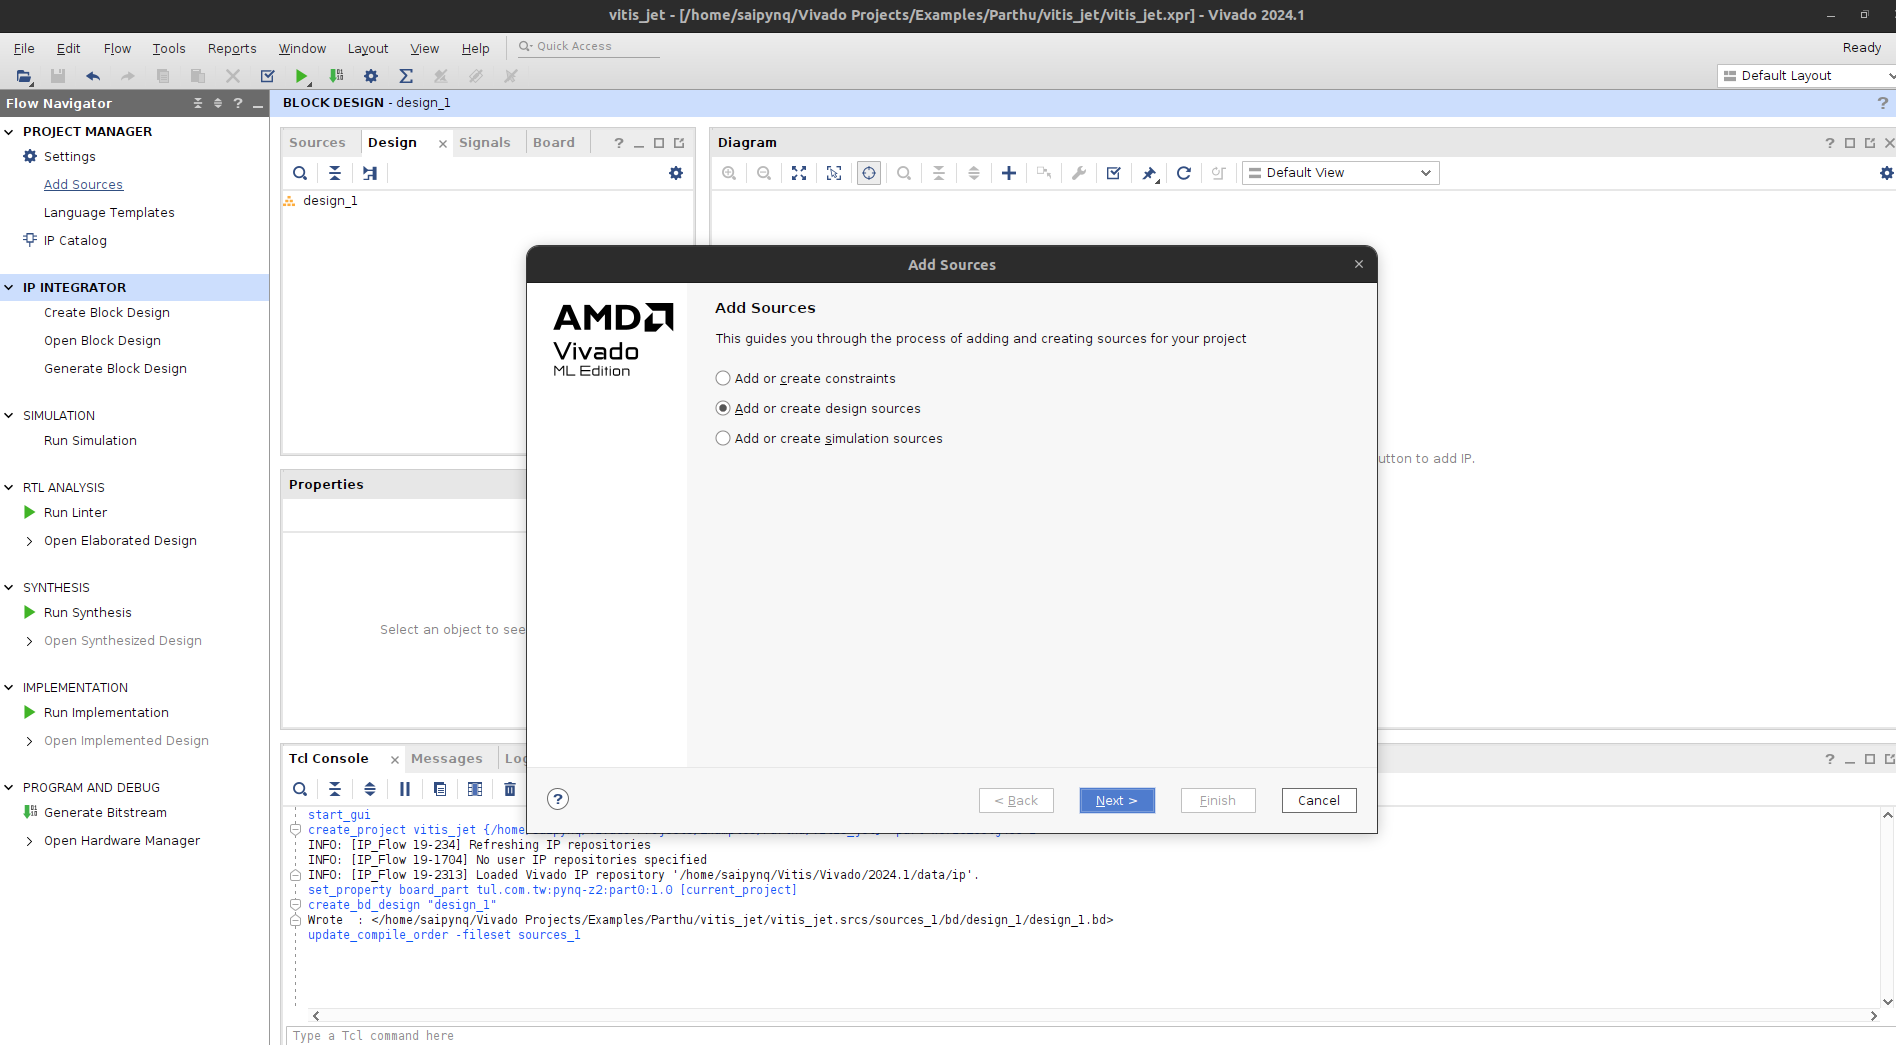 vitis_jet - [/home/saipynq/Vivado Projects/Examples/Parthu/vitis_jet/vitis_jet.xpr] - Vivado 2024.1
File Edit Flow Tools Reports Window Layout View Help Quick Access Ready
Default Layout
Flow Navigator
PROJECT MANAGER
Settings
Add Sources
Language Templates
IP Catalog
IP INTEGRATOR
Create Block Design
Open Block Design
Generate Block Design
SIMULATION
Run Simulation
RTL ANALYSIS
Run Linter
Open Elaborated Design
SYNTHESIS
Run Synthesis
Open Synthesized Design
IMPLEMENTATION
Run Implementation
Open Implemented Design
PROGRAM AND DEBUG
Generate Bitstream
Open Hardware Manager
BLOCK DESIGN - design_1
Sources Design Signals Board
design_1
Properties
Select an object to see
Diagram
Default View
utton to add IP.
Add Sources
AMD
Vivado
ML Edition
Add Sources
This guides you through the process of adding and creating sources for your project
Add or create constraints
Add or create design sources
Add or create simulation sources
< Back Next > Finish Cancel
Tcl Console Messages Log
start_gui
create_project vitis_jet {/home
INFO: [IP_Flow 19-234] Refreshing IP repositories
INFO: [IP_Flow 19-1704] No user IP repositories specified
INFO: [IP_Flow 19-2313] Loaded Vivado IP repository '/home/saipynq/Vitis/Vivado/2024.1/data/ip'.
set_property board_part tul.com.tw:pynq-z2:part0:1.0 [current_project]
create_bd_design "design_1"
Wrote : </home/saipynq/Vivado Projects/Examples/Parthu/vitis_jet/vitis_jet.srcs/sources_1/bd/design_1/design_1.bd>
update_compile_order -fileset sources_1
Type a Tcl command here